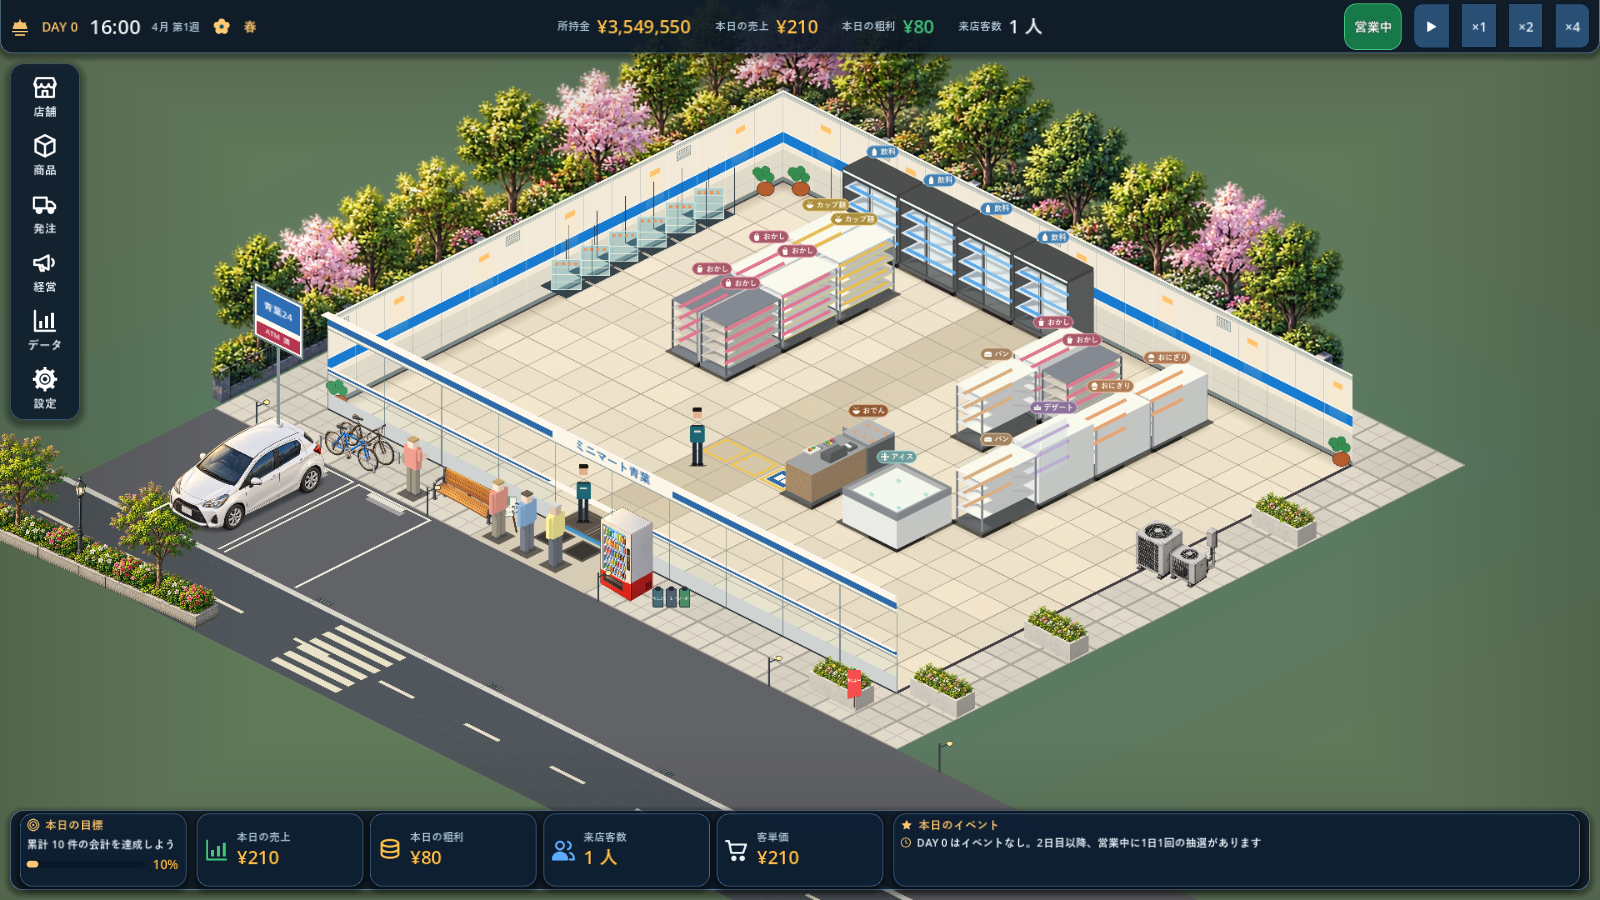 DAY 0 16:00 4月 第1週 春
所持金 ¥3,549,550 本日の売上 ¥210 本日の粗利 ¥80 来店客数 1 人
営業中 ×1 ×2 ×4
店舗
商品
発注
経営
データ
設定
飲料
飲料
飲料
飲料
カップ麺
カップ麺
おかし
おかし
おかし
おかし
おかし
おかし
パン
おにぎり
おにぎり
デザート
おでん
パン
アイス
青葉24
ATM 酒
ミニマート青葉
本日の目標
累計 10 件の会計を達成しよう
10%
本日の売上
¥210
本日の粗利
¥80
来店客数
1 人
客単価
¥210
本日のイベント
DAY 0 はイベントなし。2日目以降、営業中に1日1回の抽選があります